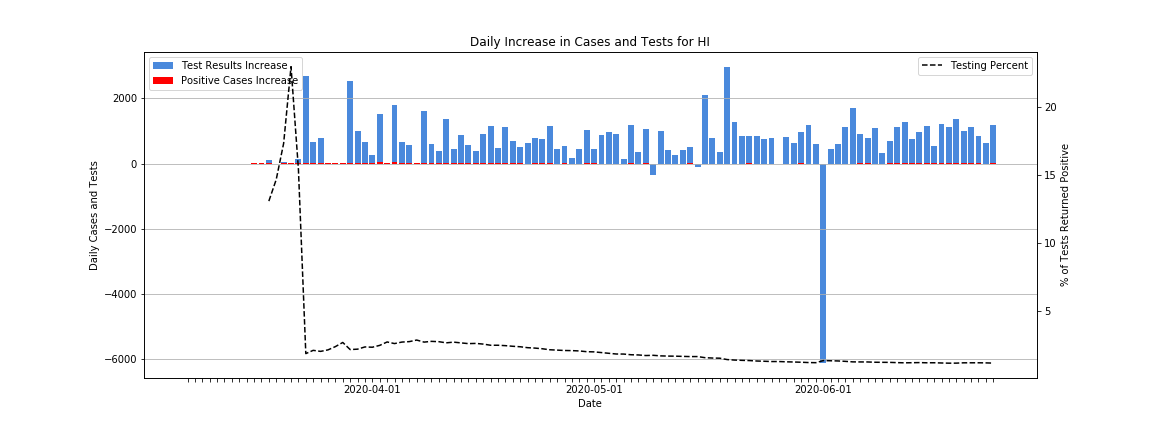 Daily Increase in Cases and Tests for HI
Test Results Increase
Positive Cases Increase
Testing Percent
2000
0
−2000
−4000
−6000
Daily Cases and Tests
20
15
10
5
% of Tests Returned Positive
2020-04-01
2020-05-01
2020-06-01
Date